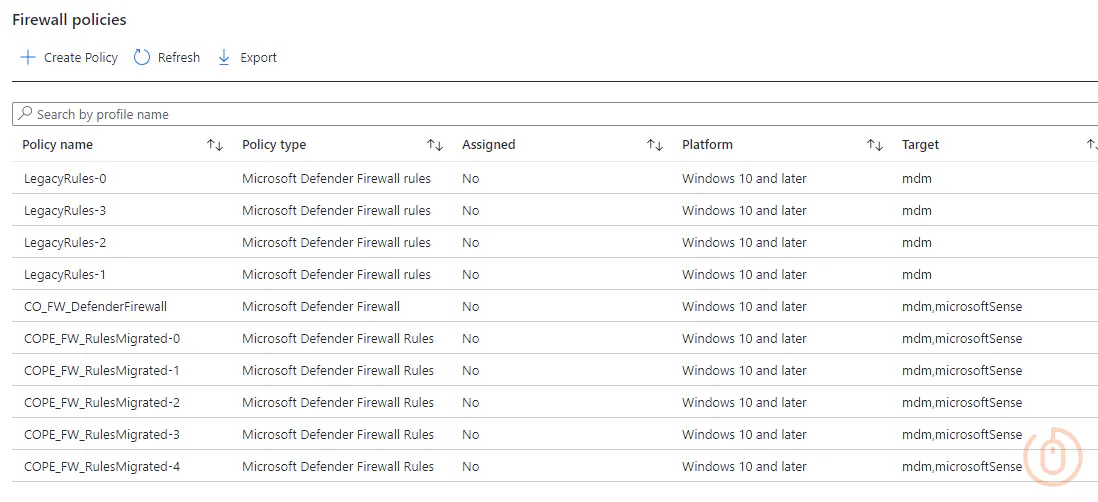 Firewall policies
Create Policy Refresh Export
Search by profile name
Policy name Policy type Assigned Platform Target
LegacyRules-0 Microsoft Defender Firewall rules No Windows 10 and later mdm
LegacyRules-3 Microsoft Defender Firewall rules No Windows 10 and later mdm
LegacyRules-2 Microsoft Defender Firewall rules No Windows 10 and later mdm
LegacyRules-1 Microsoft Defender Firewall rules No Windows 10 and later mdm
CO_FW_DefenderFirewall Microsoft Defender Firewall No Windows 10 and later mdm,microsoftSense
COPE_FW_RulesMigrated-0 Microsoft Defender Firewall Rules No Windows 10 and later mdm,microsoftSense
COPE_FW_RulesMigrated-1 Microsoft Defender Firewall Rules No Windows 10 and later mdm,microsoftSense
COPE_FW_RulesMigrated-2 Microsoft Defender Firewall Rules No Windows 10 and later mdm,microsoftSense
COPE_FW_RulesMigrated-3 Microsoft Defender Firewall Rules No Windows 10 and later mdm,microsoftSense
COPE_FW_RulesMigrated-4 Microsoft Defender Firewall Rules No Windows 10 and later mdm,microsoftSense